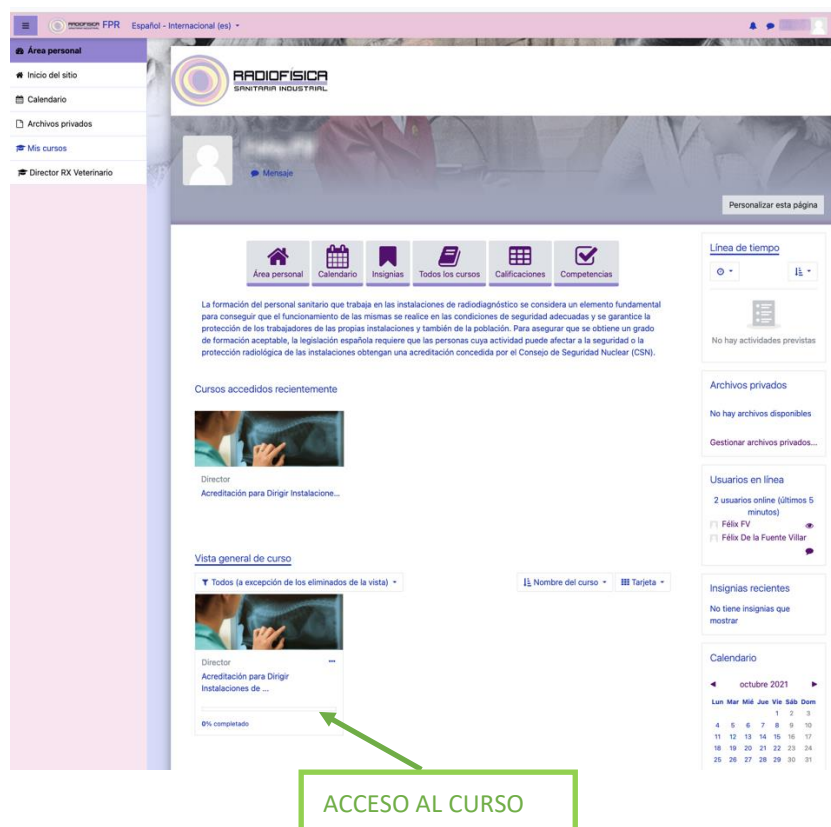 RADIOFÍSICA FPR Español - Internacional (es)
Área personal
Inicio del sitio
Calendario
Archivos privados
Mis cursos
Director RX Veterinario
RADIOFÍSICA
SANITARIA INDUSTRIAL
Mensaje
Personalizar esta página
Área personal
Calendario
Insignias
Todos los cursos
Calificaciones
Competencias
La formación del personal sanitario que trabaja en las instalaciones de radiodiagnóstico se considera un elemento fundamental
para conseguir que el funcionamiento de las mismas se realice en las condiciones de seguridad adecuadas y se garantice la
protección de los trabajadores de las propias instalaciones y también de la población. Para asegurar que se obtiene un grado
de formación aceptable, la legislación española requiere que las personas cuya actividad puede afectar a la seguridad o la
protección radiológica de las instalaciones obtengan una acreditación concedida por el Consejo de Seguridad Nuclear (CSN).
Cursos accedidos recientemente
Director
Acreditación para Dirigir Instalacione...
Vista general de curso
Todos (a excepción de los eliminados de la vista)
Nombre del curso
Tarjeta
Director
Acreditación para Dirigir
Instalaciones de ...
0% completado
Línea de tiempo
No hay actividades previstas
Archivos privados
No hay archivos disponibles
Gestionar archivos privados...
Usuarios en línea
2 usuarios online (últimos 5
minutos)
Félix FV
Félix De la Fuente Villar
Insignias recientes
No tiene insignias que
mostrar
Calendario
◄ octubre 2021 ►
Lun Mar Mié Jue Vie Sáb Dom
1 2 3
4 5 6 7 8 9 10
11 12 13 14 15 16 17
18 19 20 21 22 23 24
25 26 27 28 29 30 31
ACCESO AL CURSO